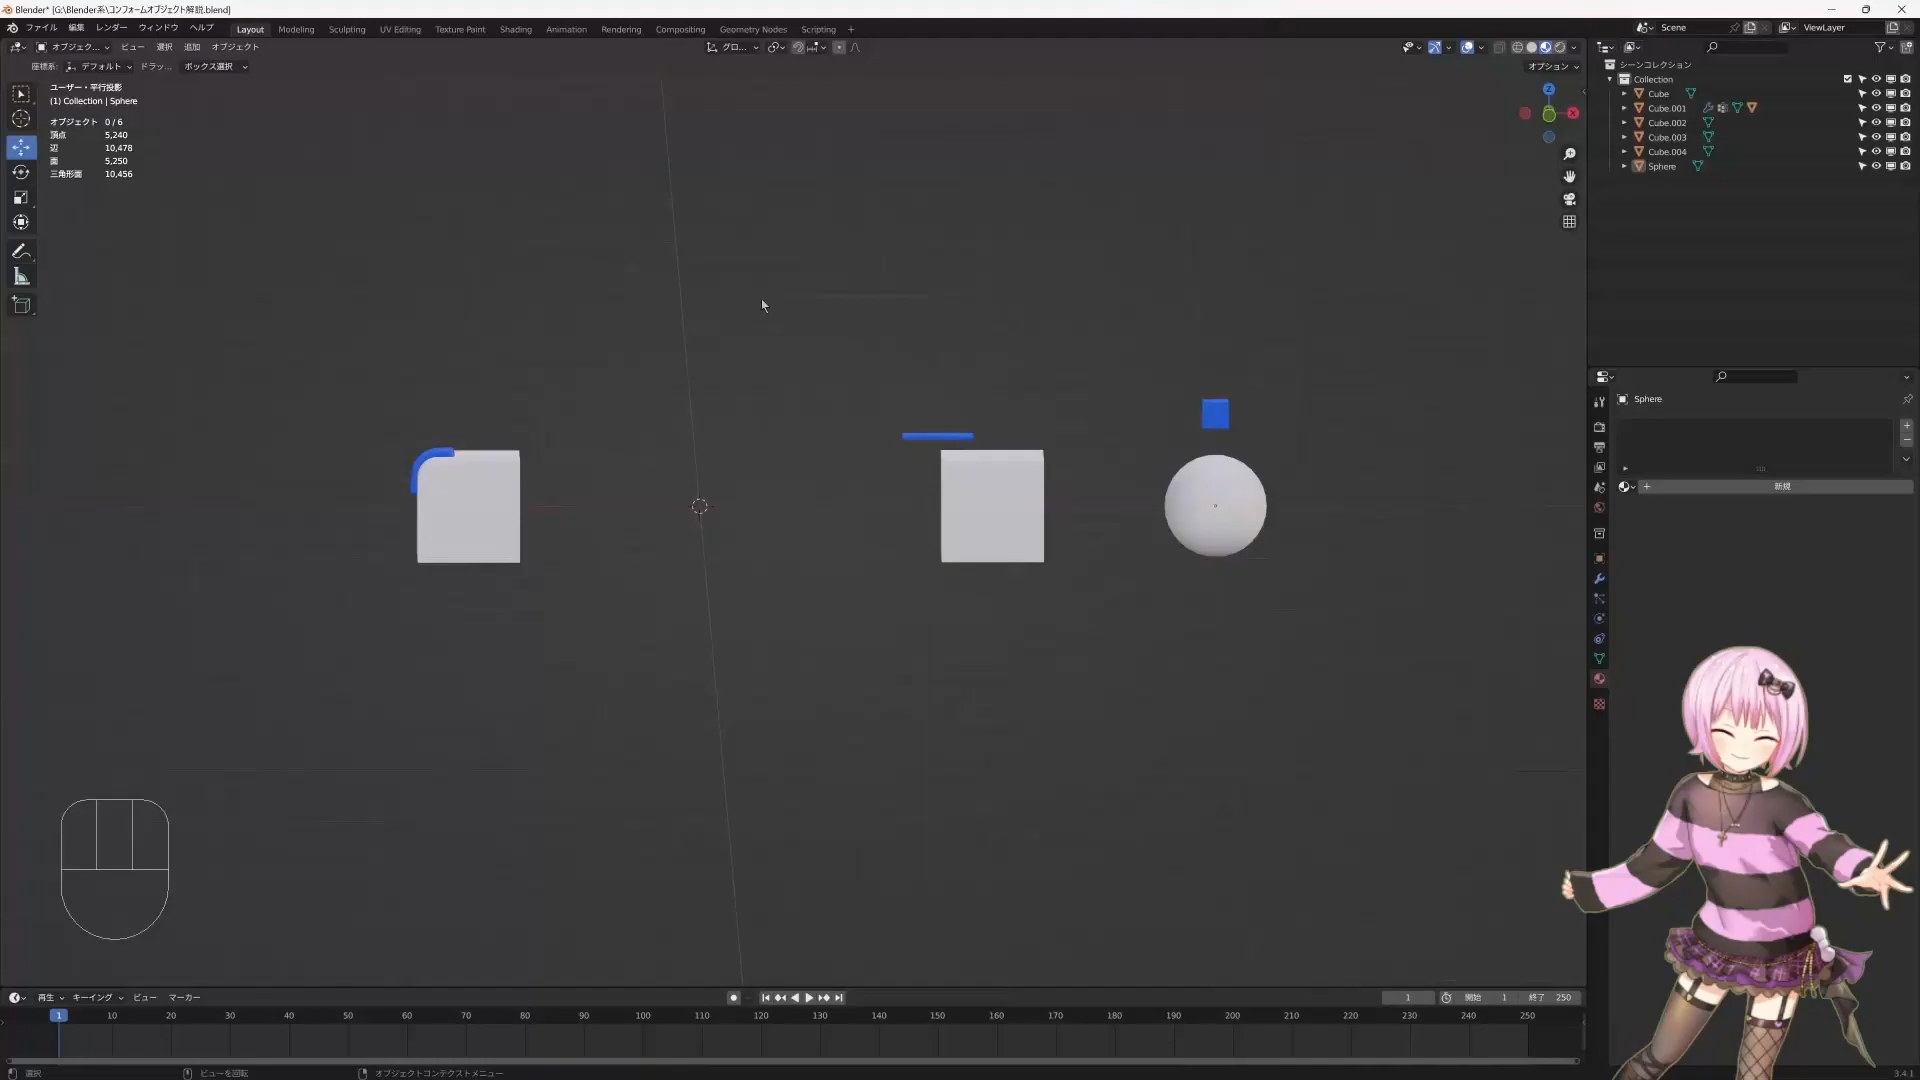 Blender* [G:\Blender系\コンフォームオブジェクト解説.blend]
ファイル 編集 レンダー ウィンドウ ヘルプ Layout Modeling Sculpting UV Editing Texture Paint Shading Animation Rendering Compositing Geometry Nodes Scripting + Scene ViewLayer
オブジェク... ビュー 選択 追加 オブジェクト グロ...
座標系: デフォルト ドラッ... ボックス選択 オプション
ユーザー・平行投影
(1) Collection | Sphere
オブジェクト 0 / 6
頂点 5,240
辺 10,478
面 5,250
三角形面 10,456
Z
X
シーンコレクション
Collection
Cube
Cube.001
Cube.002
Cube.003
Cube.004
Sphere
Sphere
新規
再生 キーイング ビュー マーカー 1 開始 1 終了 250
1 10 20 30 40 50 60 70 80 90 100 110 120 130 140 150 160 170 180 190 200 210 220 230 240 250
選択 ビューを回転 オブジェクトコンテクストメニュー 3.4.1